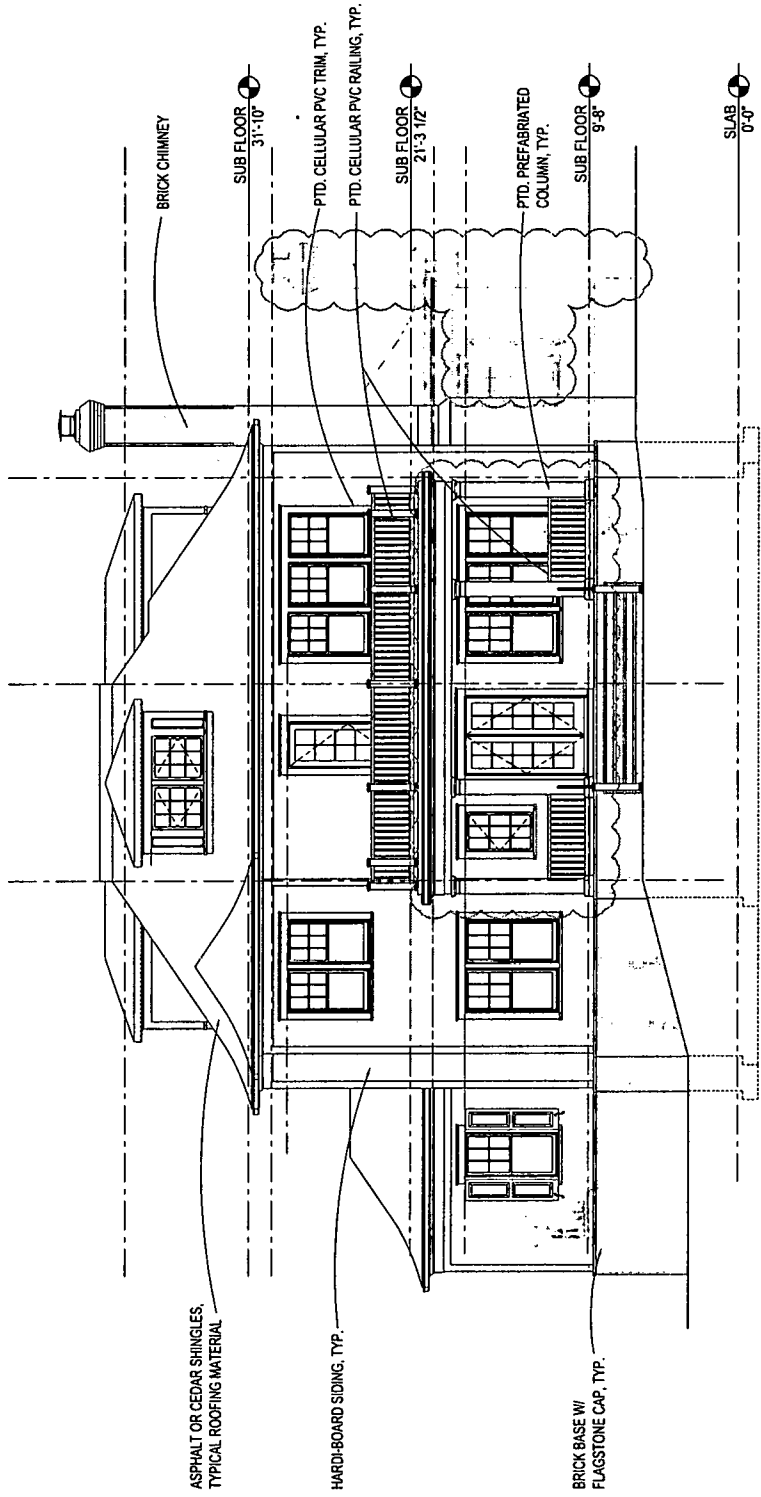 ASPHALT OR CEDAR SHINGLES,
TYPICAL ROOFING MATERIAL
HARDI-BOARD SIDING, TYP.
BRICK BASE W/
FLAGSTONE CAP, TYP.
BRICK CHIMNEY
SUB FLOOR
31'-10"
PTD. CELLULAR PVC TRIM, TYP.
PTD. CELLULAR PVC RAILING, TYP.
SUB FLOOR
21'-3 1/2"
PTD. PREFABRIATED
COLUMN, TYP.
SUB FLOOR
9'-8"
SLAB
0'-0"